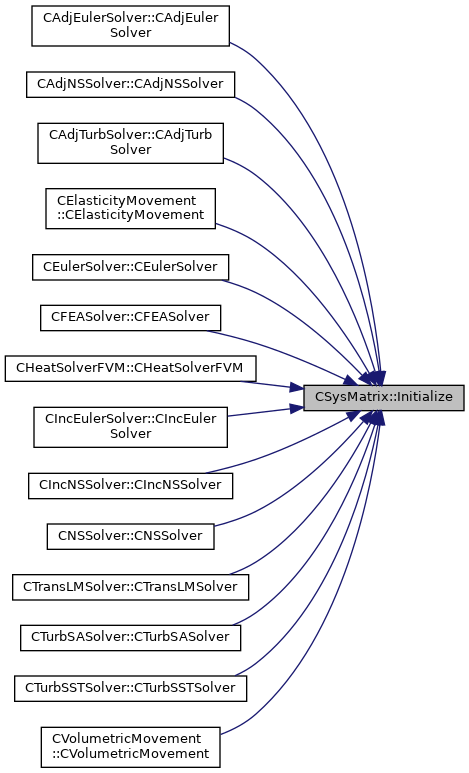 CAdjEulerSolver::CAdjEuler
Solver
CAdjNSSolver::CAdjNSSolver
CAdjTurbSolver::CAdjTurb
Solver
CElasticityMovement
::CElasticityMovement
CEulerSolver::CEulerSolver
CFEASolver::CFEASolver
CHeatSolverFVM::CHeatSolverFVM
CSysMatrix::Initialize
CIncEulerSolver::CIncEuler
Solver
CIncNSSolver::CIncNSSolver
CNSSolver::CNSSolver
CTransLMSolver::CTransLMSolver
CTurbSASolver::CTurbSASolver
CTurbSSTSolver::CTurbSSTSolver
CVolumetricMovement
::CVolumetricMovement